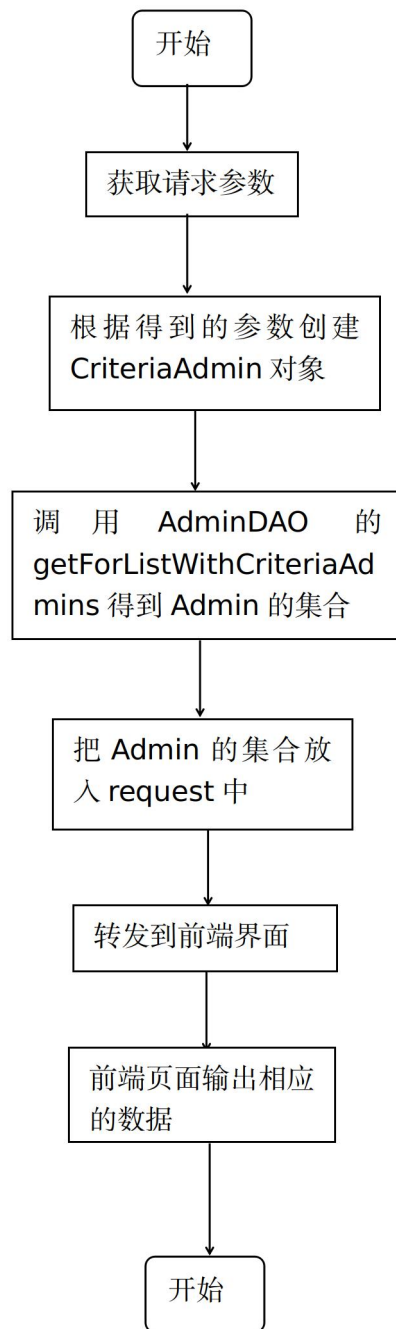 开始
获取请求参数
根据得到的参数创建
CriteriaAdmin 对象
调用 AdminDAO 的
getForListWithCriteriaAd
mins 得到 Admin 的集合
把 Admin 的集合放
入 request 中
转发到前端界面
前端页面输出相应
的数据
开始